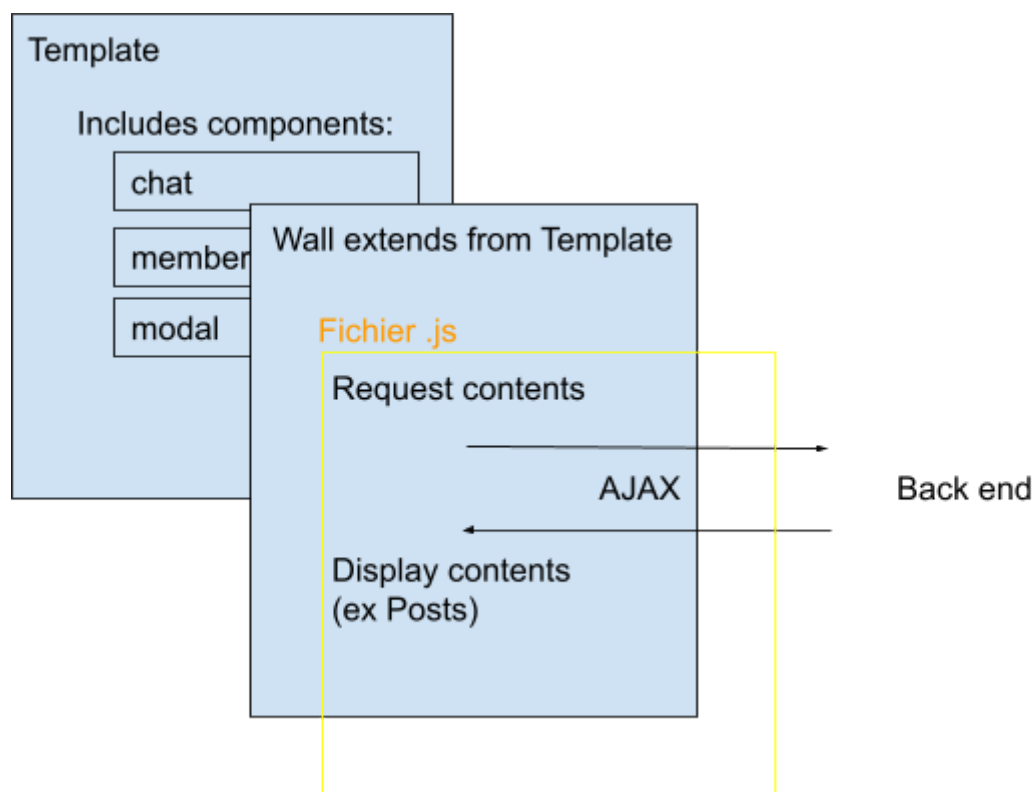 Template
Includes components:
chat
member
modal
Wall extends from Template
Fichier .js
Request contents
AJAX
Back end
Display contents
(ex Posts)